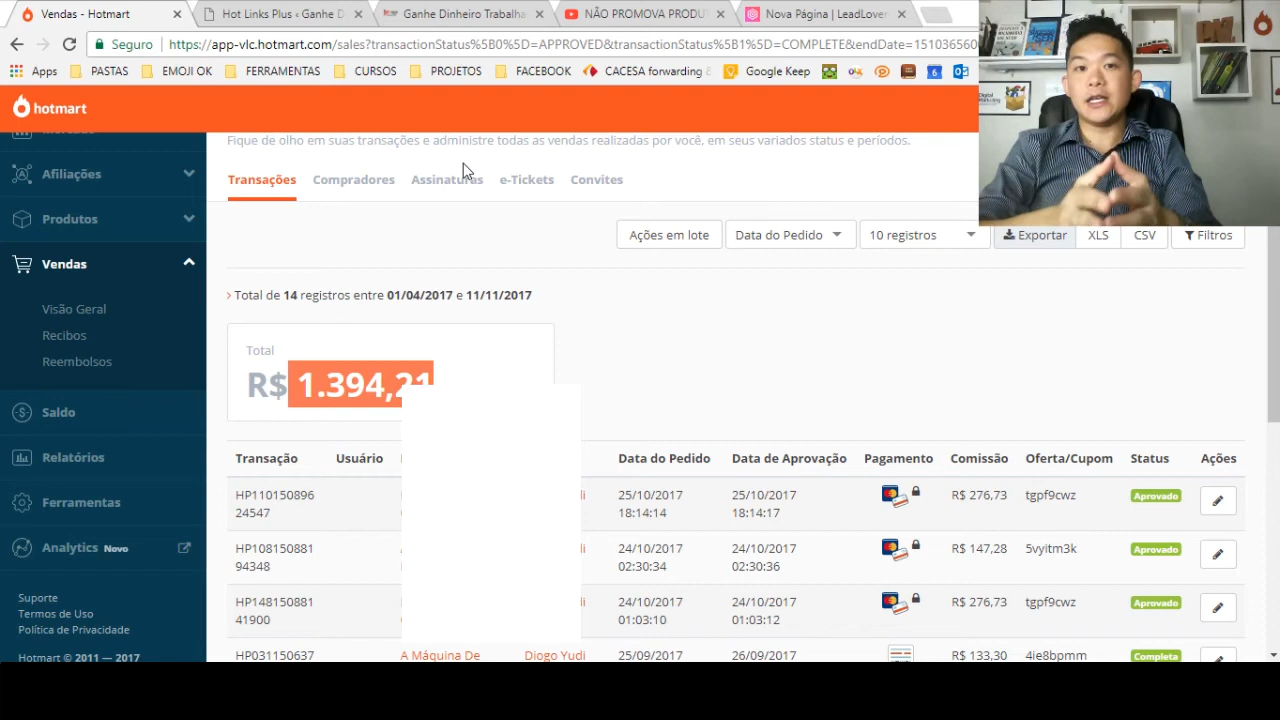 Vendas - Hotmart
Hot Links Plus ‹ Ganhe D
Ganhe Dinheiro Trabalha
NÃO PROMOVA PRODU
Nova Página | LeadLover
Seguro
https://app-vlc.hotmart.com/sales?transactionStatus%5B0%5D=APPROVED&transactionStatus%5B1%5D=COMPLETE&endDate=151036560
Apps
PASTAS
EMOJI OK
FERRAMENTAS
CURSOS
PROJETOS
FACEBOOK
CACESA forwarding
Google Keep
hotmart
Fique de olho em suas transações e administre todas as vendas realizadas por você, em seus variados status e períodos.
Afiliações
Produtos
Vendas
Visão Geral
Recibos
Reembolsos
Saldo
Relatórios
Ferramentas
Analytics Novo
Suporte
Termos de Uso
Política de Privacidade
Hotmart © 2011 — 2017
Transações Compradores Assinaturas e-Tickets Convites
Ações em lote Data do Pedido 10 registros Exportar XLS CSV Filtros
Total de 14 registros entre 01/04/2017 e 11/11/2017
Total
R$ 1.394,21
Transação Usuário Data do Pedido Data de Aprovação Pagamento Comissão Oferta/Cupom Status Ações
HP110150896 25/10/2017 25/10/2017 R$ 276,73 tgpf9cwz Aprovado
24547 18:14:14 18:14:17
HP108150881 24/10/2017 24/10/2017 R$ 147,28 5vyitm3k Aprovado
94348 02:30:34 02:30:36
HP148150881 24/10/2017 24/10/2017 R$ 276,73 tgpf9cwz Aprovado
41900 01:03:10 01:03:12
HP031150637 A Máquina De Diogo Yudi 25/09/2017 26/09/2017 R$ 133,30 4ie8bpmm Completa